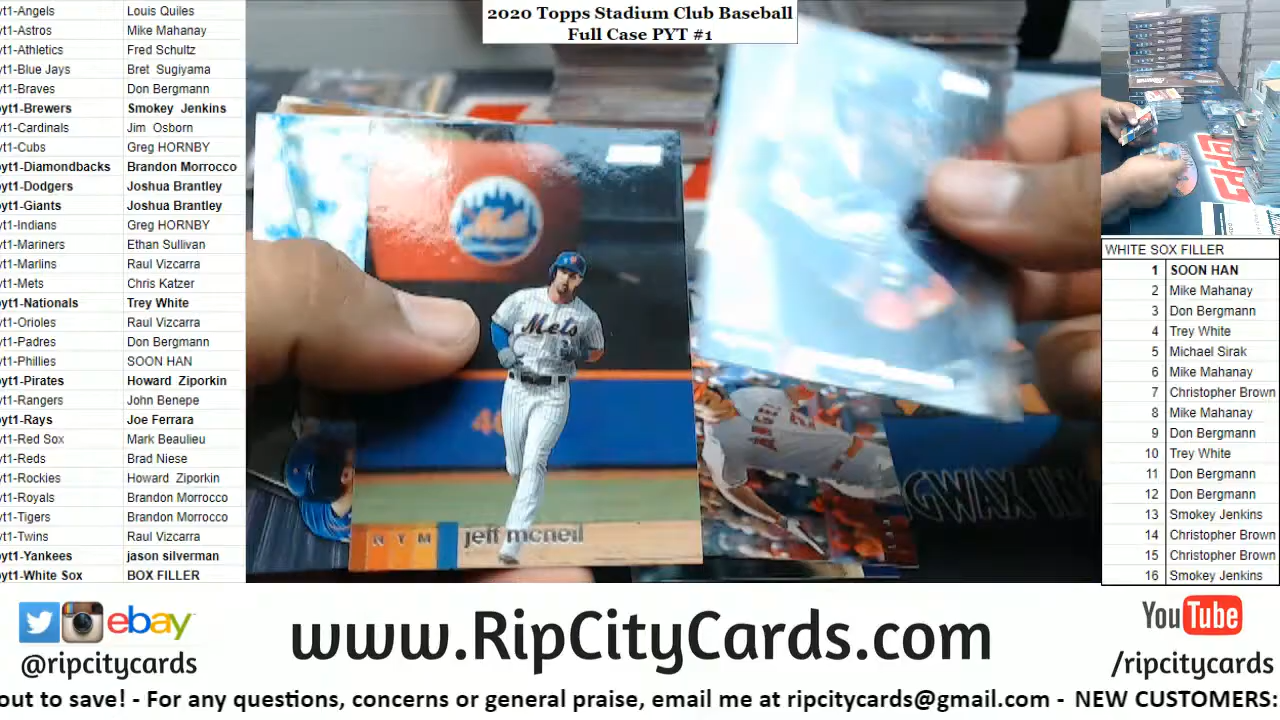 2020 Topps Stadium Club Baseball
Full Case PYT #1
yt1-Angels Louis Quiles
yt1-Astros Mike Mahanay
yt1-Athletics Fred Schultz
yt1-Blue Jays Bret Sugiyama
yt1-Braves Don Bergmann
yt1-Brewers Smokey Jenkins
yt1-Cardinals Jim Osborn
yt1-Cubs Greg HORNBY
yt1-Diamondbacks Brandon Morrocco
yt1-Dodgers Joshua Brantley
yt1-Giants Joshua Brantley
yt1-Indians Greg HORNBY
yt1-Mariners Ethan Sullivan
yt1-Marlins Raul Vizcarra
yt1-Mets Chris Katzer
yt1-Nationals Trey White
yt1-Orioles Raul Vizcarra
yt1-Padres Don Bergmann
yt1-Phillies SOON HAN
yt1-Pirates Howard Ziporkin
yt1-Rangers John Benepe
yt1-Rays Joe Ferrara
yt1-Red Sox Mark Beaulieu
yt1-Reds Brad Niese
yt1-Rockies Howard Ziporkin
yt1-Royals Brandon Morrocco
yt1-Tigers Brandon Morrocco
yt1-Twins Raul Vizcarra
yt1-Yankees jason silverman
yt1-White Sox BOX FILLER
Mets
Mets
40
NYM jeff mcneil
GWAX
TOPPS
WHITE SOX FILLER
1 SOON HAN
2 Mike Mahanay
3 Don Bergmann
4 Trey White
5 Michael Sirak
6 Mike Mahanay
7 Christopher Brown
8 Mike Mahanay
9 Don Bergmann
10 Trey White
11 Don Bergmann
12 Don Bergmann
13 Smokey Jenkins
14 Christopher Brown
15 Christopher Brown
16 Smokey Jenkins
ebay
@ripcitycards
www.RipCityCards.com
YouTube
/ripcitycards
out to save! - For any questions, concerns or general praise, email me at ripcitycards@gmail.com - NEW CUSTOMERS: